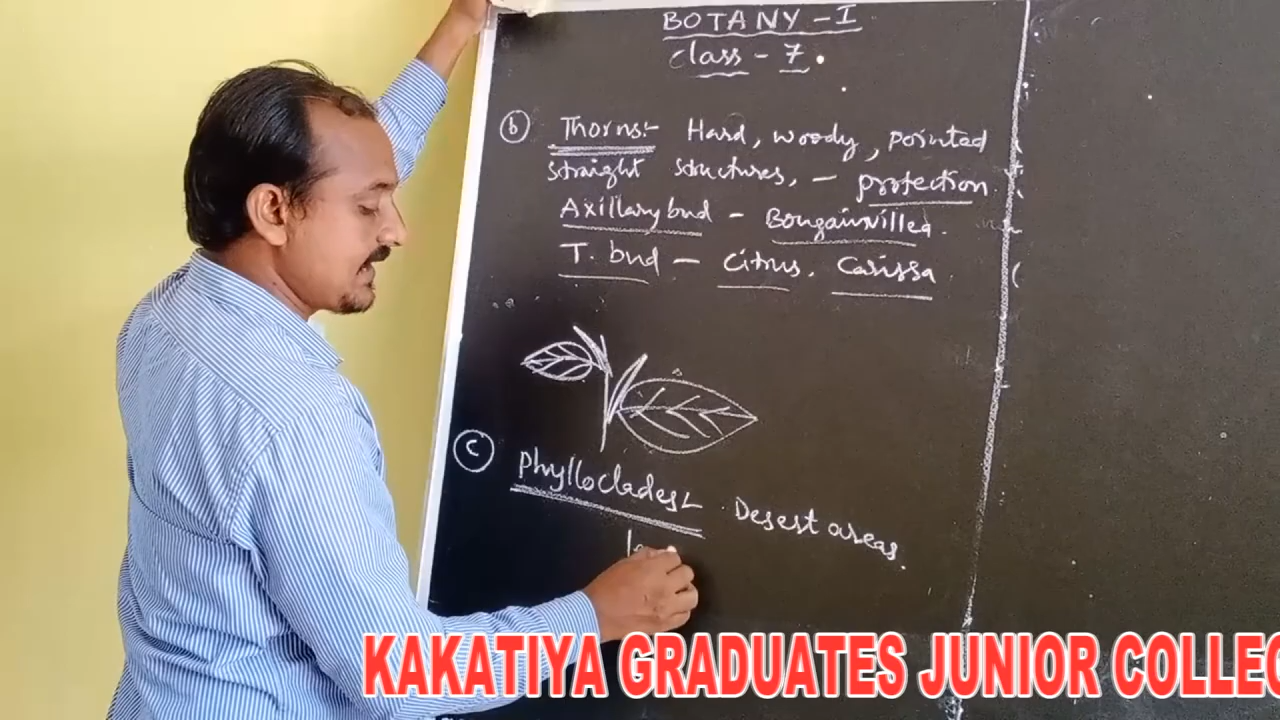 BOTANY - I
Class - 7.
(b) Thorns:- Hard, woody, pointed
straight structures, - protection.
Axillary bud - Bougainvillea.
T. bud - Citrus, Carissa.
(c) Phylloclades:- Desert areas.
KAKATIYA GRADUATES JUNIOR COLLEG